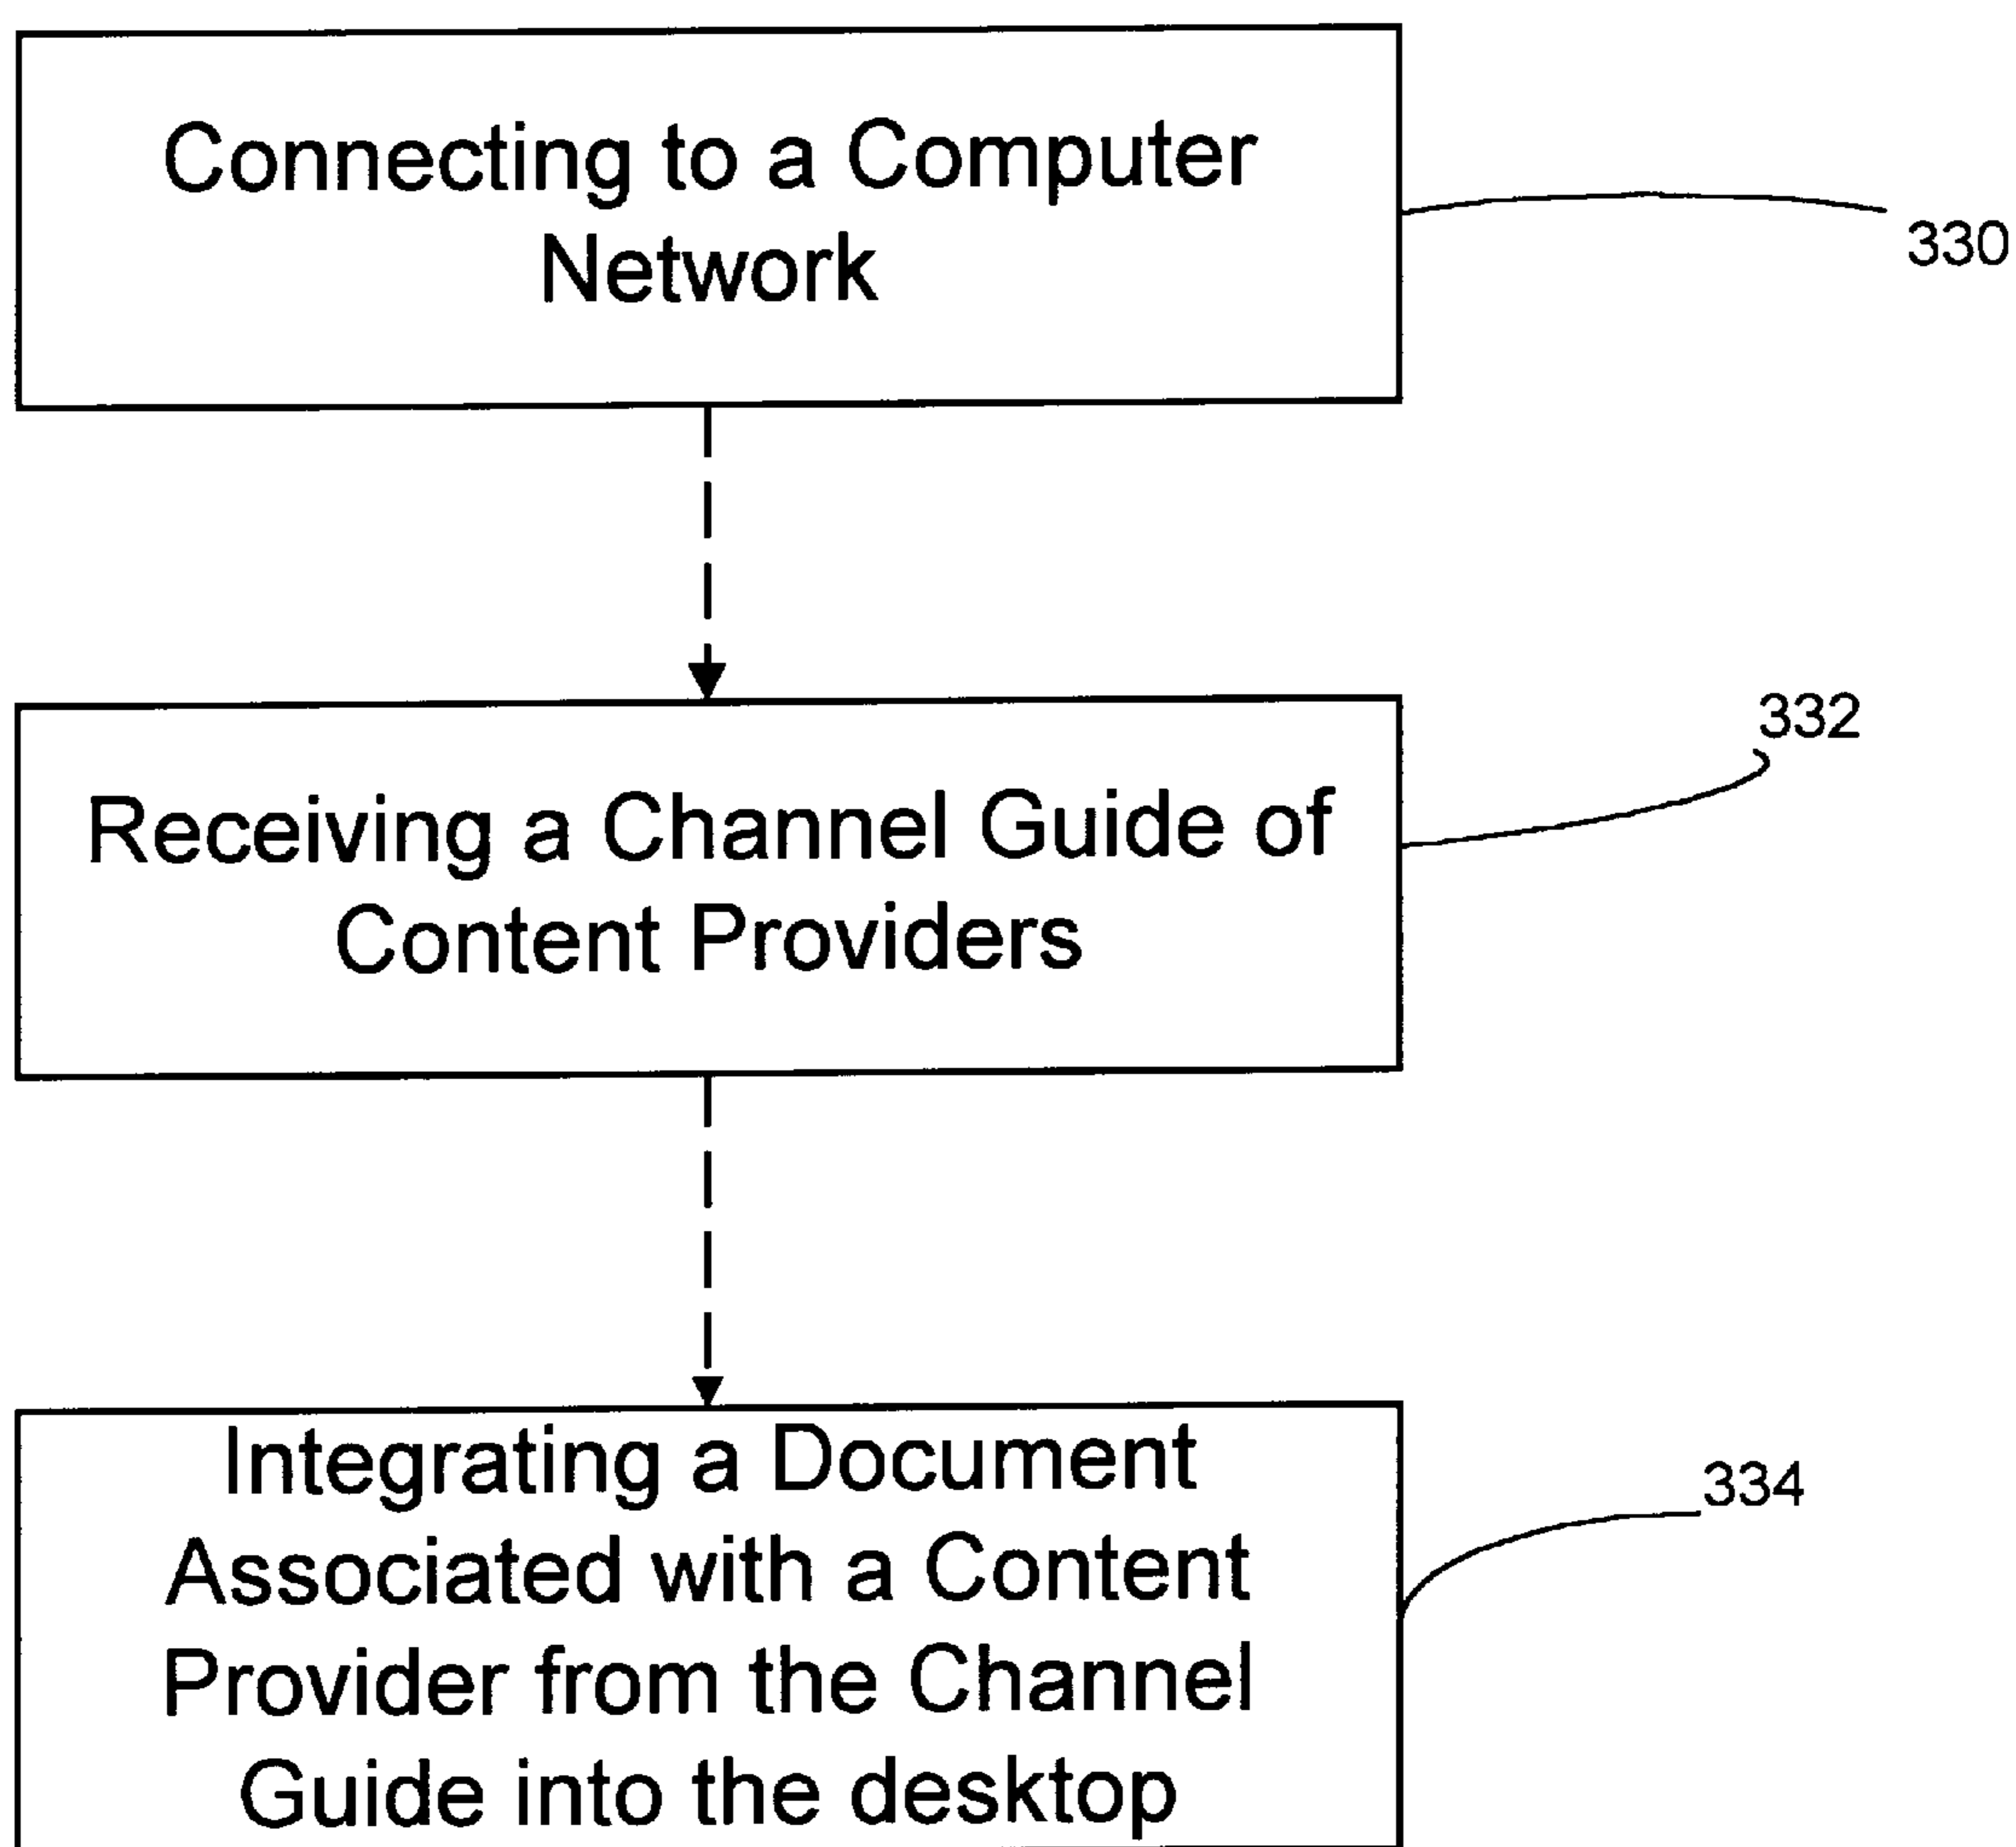 Connecting to a Computer
Network
330
332
Receiving a Channel Guide of
Content Providers
Integrating a Document
334
Associated with a Content
Provider from the Channel
Guide into the desktop